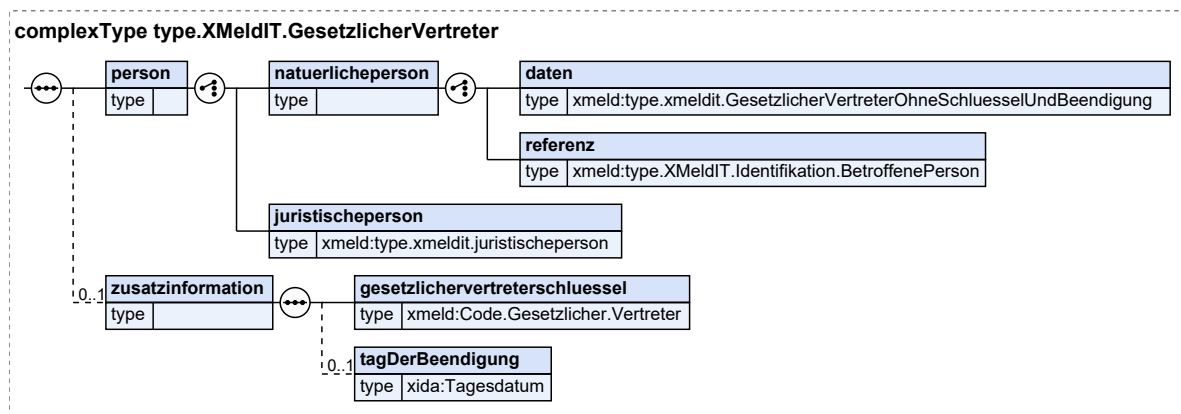 complexType type.XMeldIT.GesetzlicherVertreter
person
type
natuerlicheperson
type
daten
type xmeld:type.xmeldit.GesetzlicherVertreterOhneSchluesselUndBeendigung
referenz
type xmeld:type.XMeldIT.Identifikation.BetroffenePerson
juristischeperson
type xmeld:type.xmeldit.juristischeperson
0..1
zusatzinformation
type
gesetzlichervertreterschluessel
type xmeld:Code.Gesetzlicher.Vertreter
0..1
tagDerBeendigung
type xida:Tagesdatum